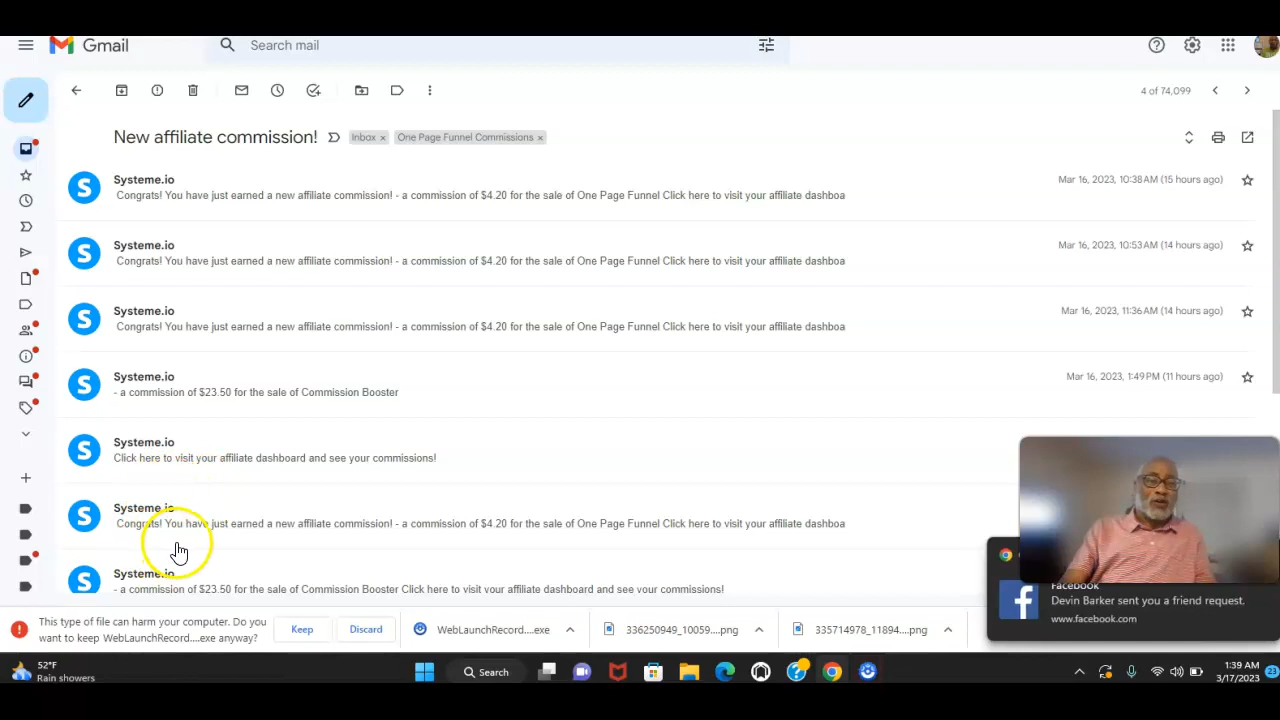 Gmail
Search mail
4 of 74,099
New affiliate commission!
Inbox ×
One Page Funnel Commissions ×
S
Systeme.io
Mar 16, 2023, 10:38 AM (15 hours ago)
Congrats! You have just earned a new affiliate commission! - a commission of $4.20 for the sale of One Page Funnel Click here to visit your affiliate dashboa
S
Systeme.io
Mar 16, 2023, 10:53 AM (14 hours ago)
Congrats! You have just earned a new affiliate commission! - a commission of $4.20 for the sale of One Page Funnel Click here to visit your affiliate dashboa
S
Systeme.io
Mar 16, 2023, 11:36 AM (14 hours ago)
Congrats! You have just earned a new affiliate commission! - a commission of $4.20 for the sale of One Page Funnel Click here to visit your affiliate dashboa
S
Systeme.io
Mar 16, 2023, 1:49 PM (11 hours ago)
- a commission of $23.50 for the sale of Commission Booster
S
Systeme.io
Click here to visit your affiliate dashboard and see your commissions!
S
Systeme.io
Congrats! You have just earned a new affiliate commission! - a commission of $4.20 for the sale of One Page Funnel Click here to visit your affiliate dashboa
S
Systeme.io
- a commission of $23.50 for the sale of Commission Booster Click here to visit your affiliate dashboard and see your commissions!
Facebook
Devin Barker sent you a friend request.
www.facebook.com
This type of file can harm your computer. Do you
want to keep WebLaunchRecord....exe anyway?
Keep
Discard
WebLaunchRecord....exe
336250949_10059....png
335714978_11894....png
52°F
Rain showers
Search
1:39 AM
3/17/2023
23